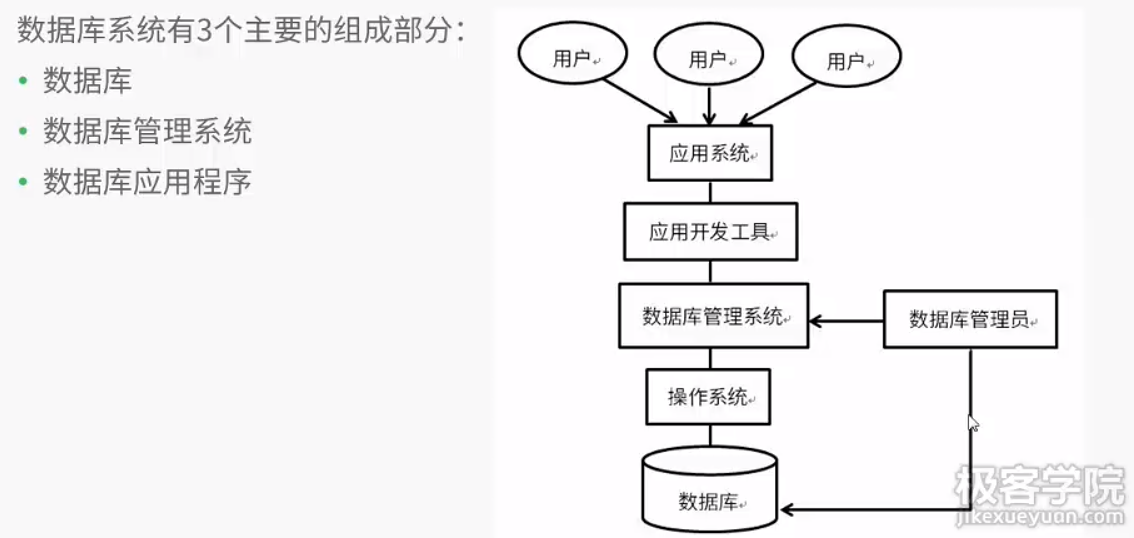 数据库系统有3个主要的组成部分：
• 数据库
• 数据库管理系统
• 数据库应用程序
用户
用户
用户
应用系统
应用开发工具
数据库管理系统
数据库管理员
操作系统
数据库
极客学院
jikexueyuan.com